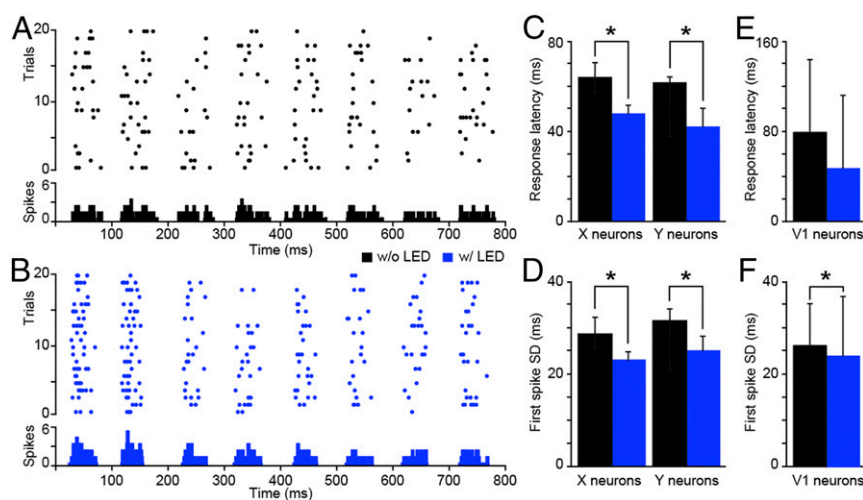 A
20
Trials
10
0
6
Spikes
0
100 200 300 400 500 600 700 800
Time (ms)
w/o LED w/ LED
B
20
Trials
10
0
6
Spikes
0
100 200 300 400 500 600 700 800
Time (ms)
C
80
Response latency (ms)
40
0
* *
X neurons Y neurons
E
160
Response latency (ms)
80
0
V1 neurons
D
40
First spike SD (ms)
20
0
* *
X neurons Y neurons
F
40
First spike SD (ms)
20
0
*
V1 neurons